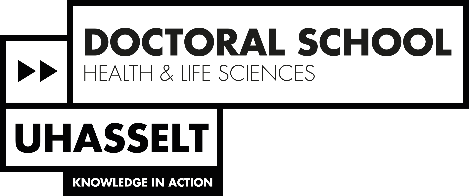 DOCTORAL SCHOOL
HEALTH & LIFE SCIENCES
UHASSELT
KNOWLEDGE IN ACTION